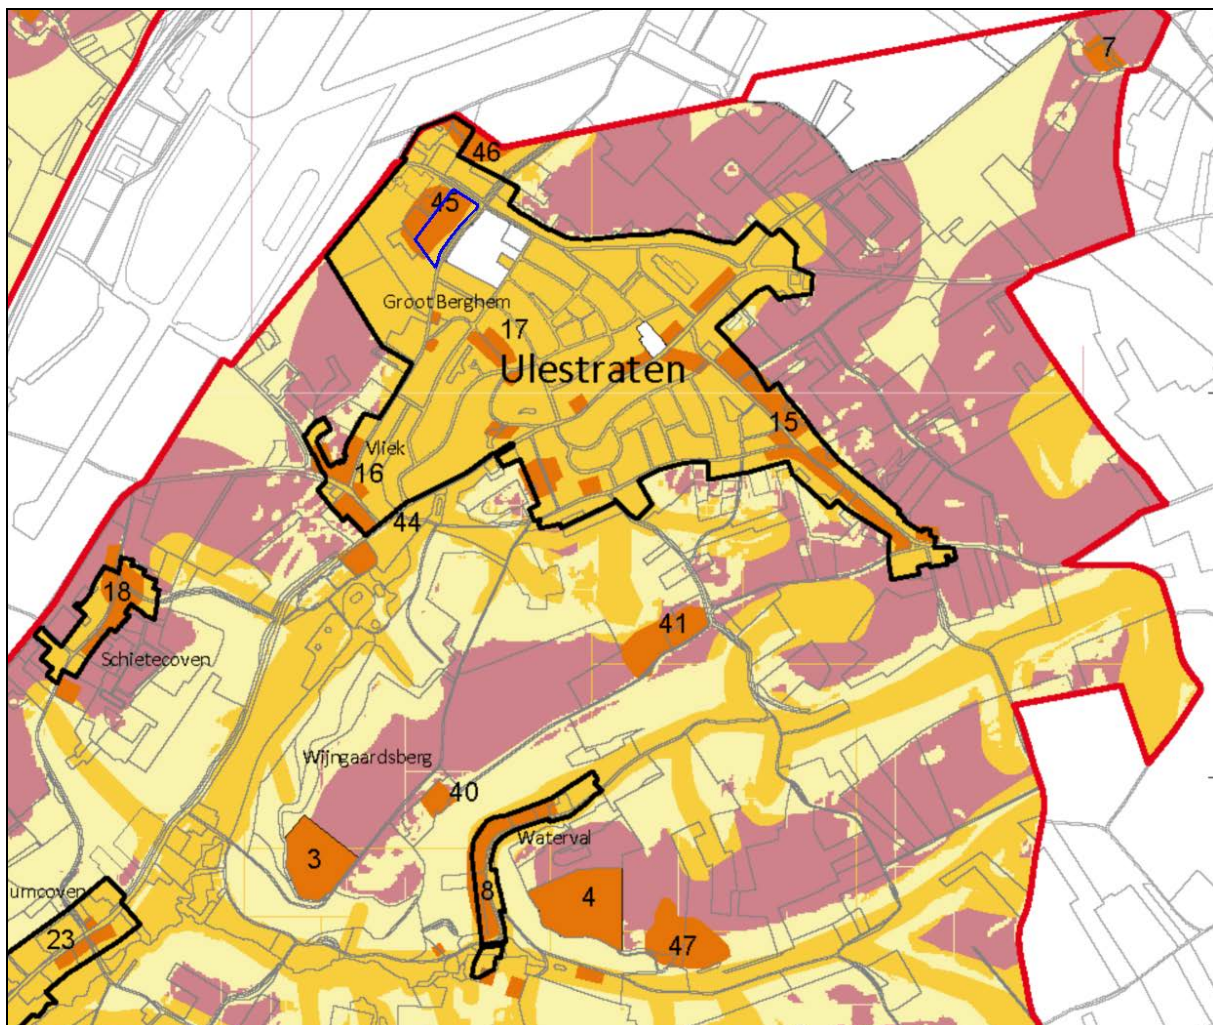 7
46
45
Groot Berghem
17
Ulestraten
15
Vliek
16
44
18
41
Schietecoven
Wijngaardsberg
40
Waterval
3
8
4
umcoven
23
47